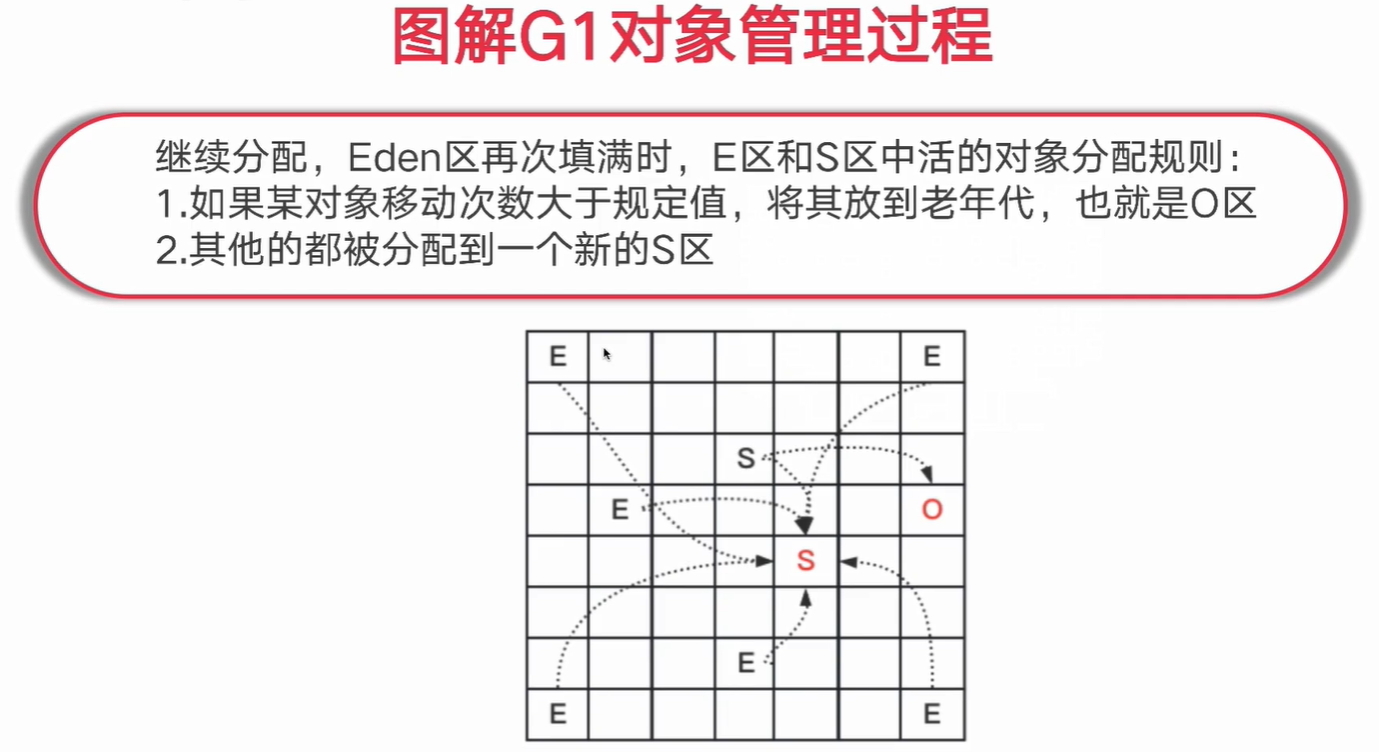 图解G1对象管理过程
继续分配，Eden区再次填满时，E区和S区中活的对象分配规则：
1.如果某对象移动次数大于规定值，将其放到老年代，也就是O区
2.其他的都被分配到一个新的S区
E E
S
E O
S
E
E E